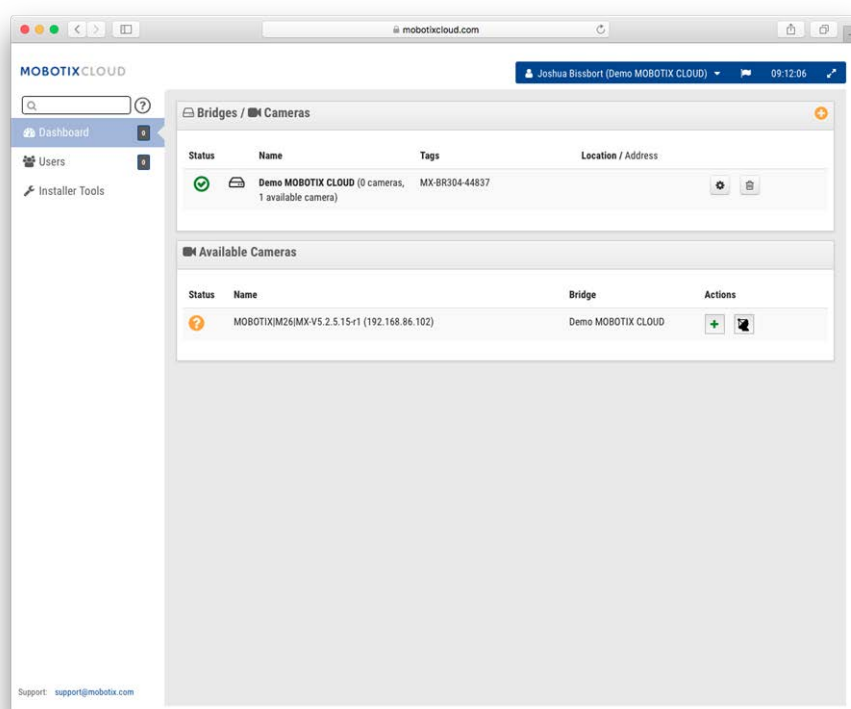 mobotixcloud.com
MOBOTIXCLOUD
Joshua Bissbort (Demo MOBOTIX CLOUD) 09:12:06
Dashboard 0
Users 0
Installer Tools
Bridges / Cameras
Status Name Tags Location / Address
Demo MOBOTIX CLOUD (0 cameras, MX-BR304-44837
1 available camera)
Available Cameras
Status Name Bridge Actions
MOBOTIX|M26|MX-V5.2.5.15-r1 (192.168.86.102) Demo MOBOTIX CLOUD
Support: support@mobotix.com